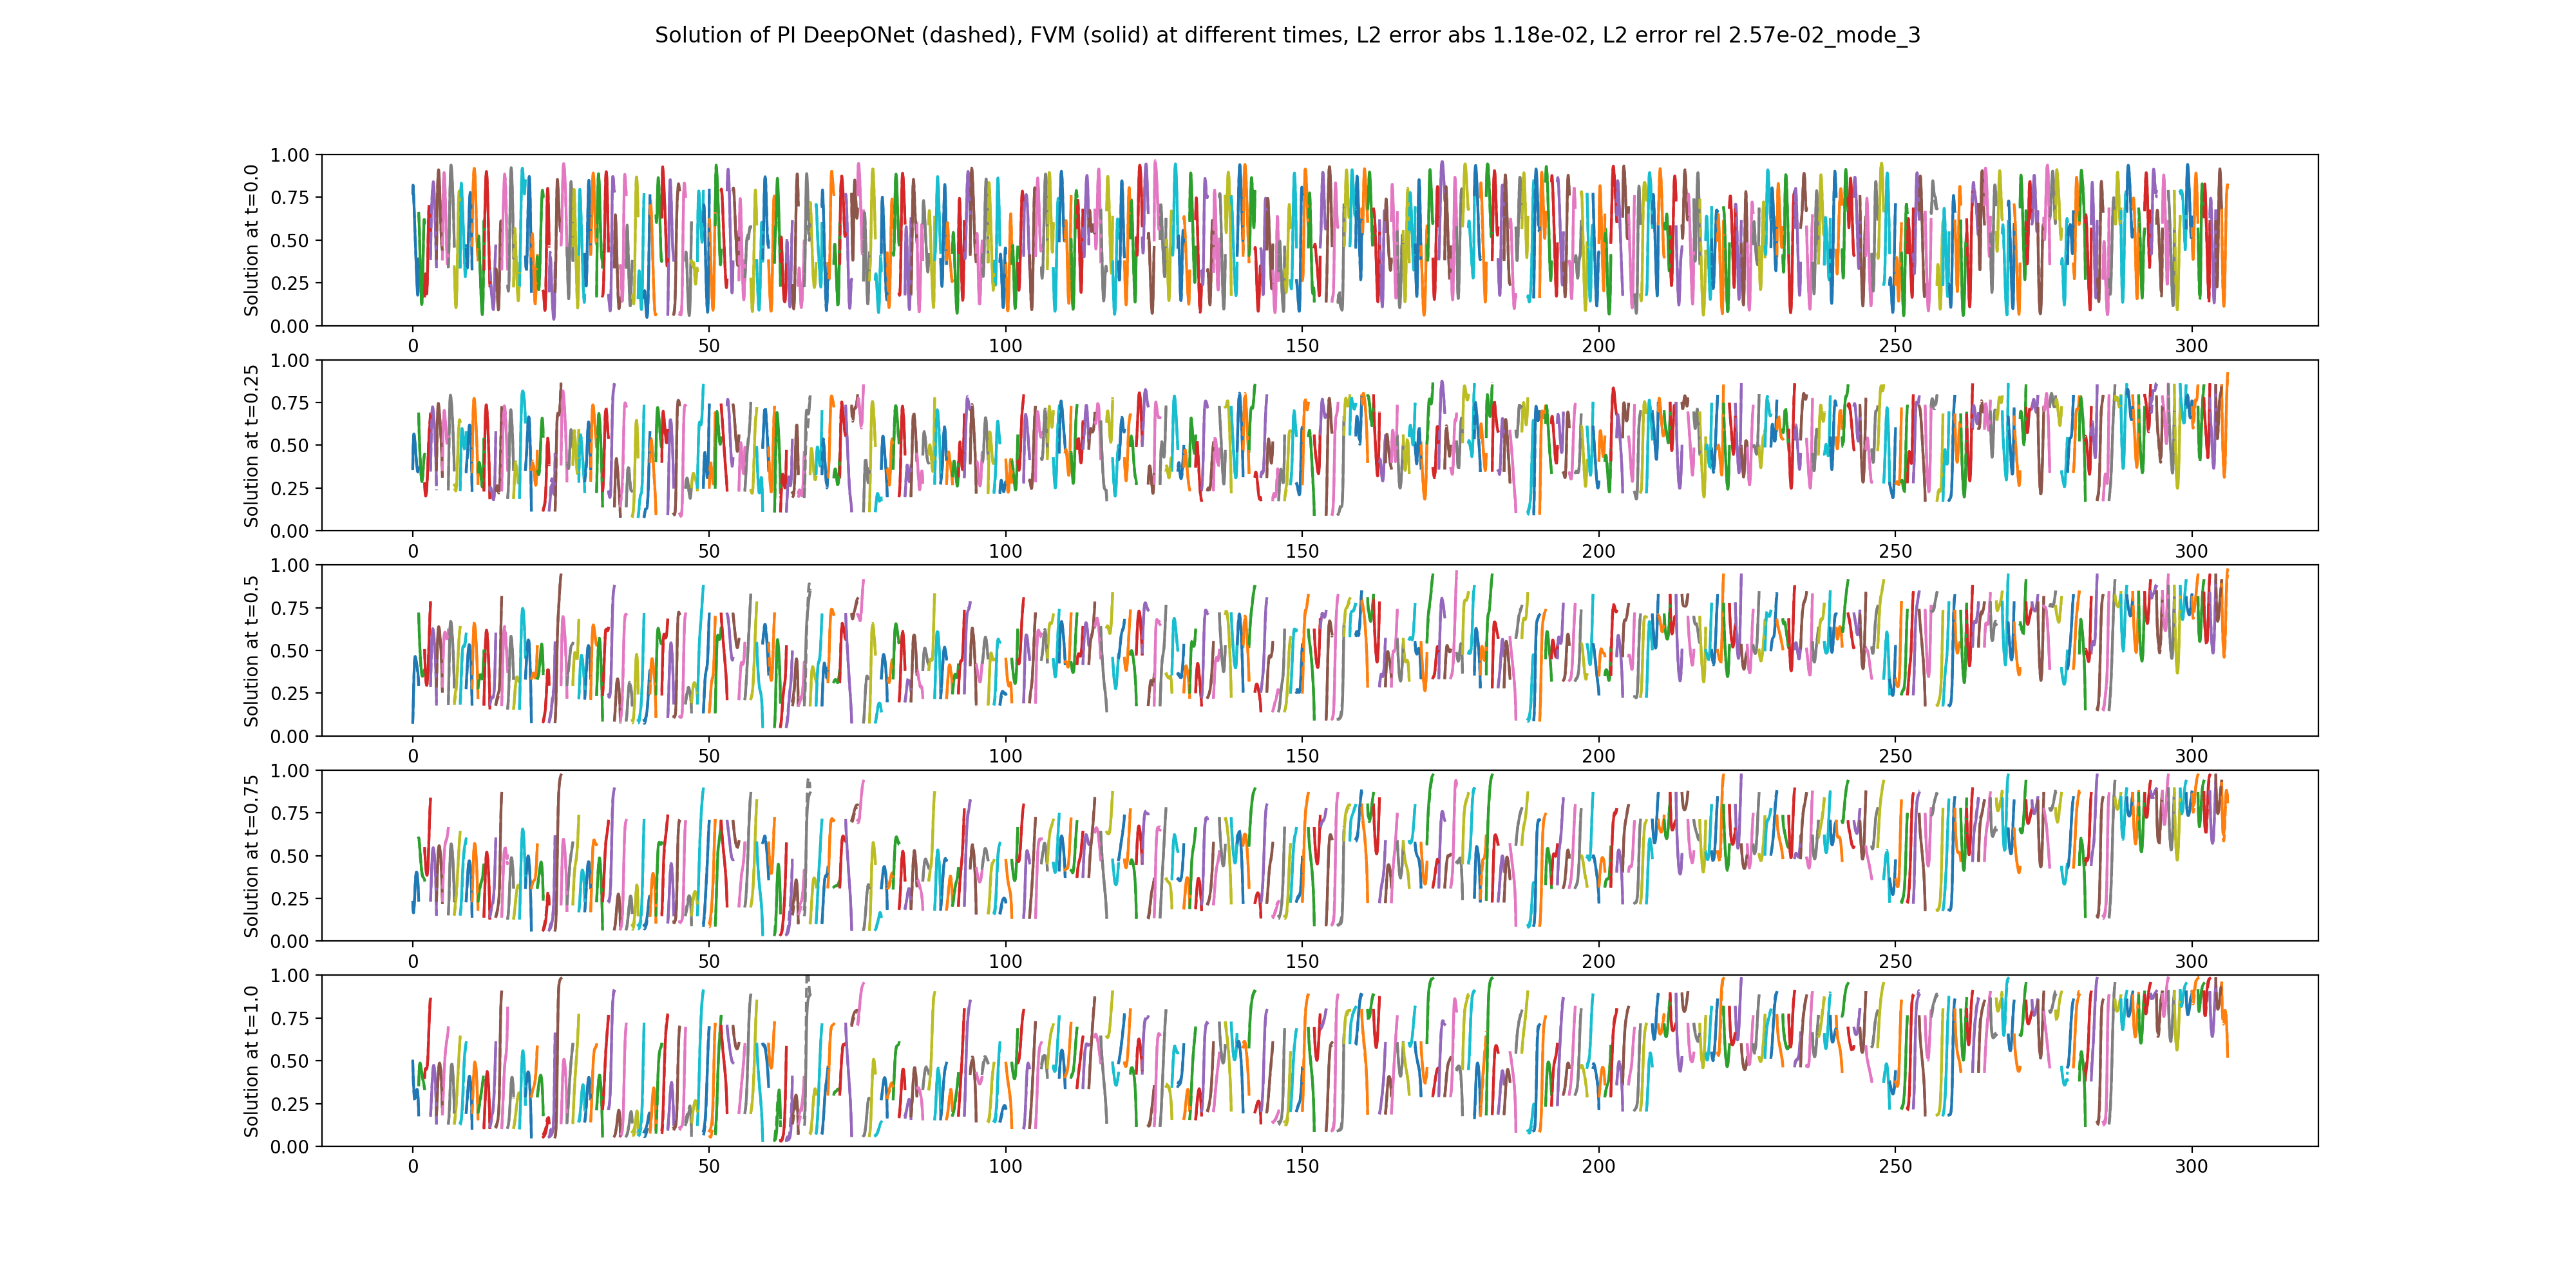 Solution of PI DeepONet (dashed), FVM (solid) at different times, L2 error abs 1.18e-02, L2 error rel 2.57e-02_mode_3
Solution at t=0.0
1.00
0.75
0.50
0.25
0.00
0 50 100 150 200 250 300
Solution at t=0.25
1.00
0.75
0.50
0.25
0.00
0 50 100 150 200 250 300
Solution at t=0.5
1.00
0.75
0.50
0.25
0.00
0 50 100 150 200 250 300
Solution at t=0.75
1.00
0.75
0.50
0.25
0.00
0 50 100 150 200 250 300
Solution at t=1.0
1.00
0.75
0.50
0.25
0.00
0 50 100 150 200 250 300